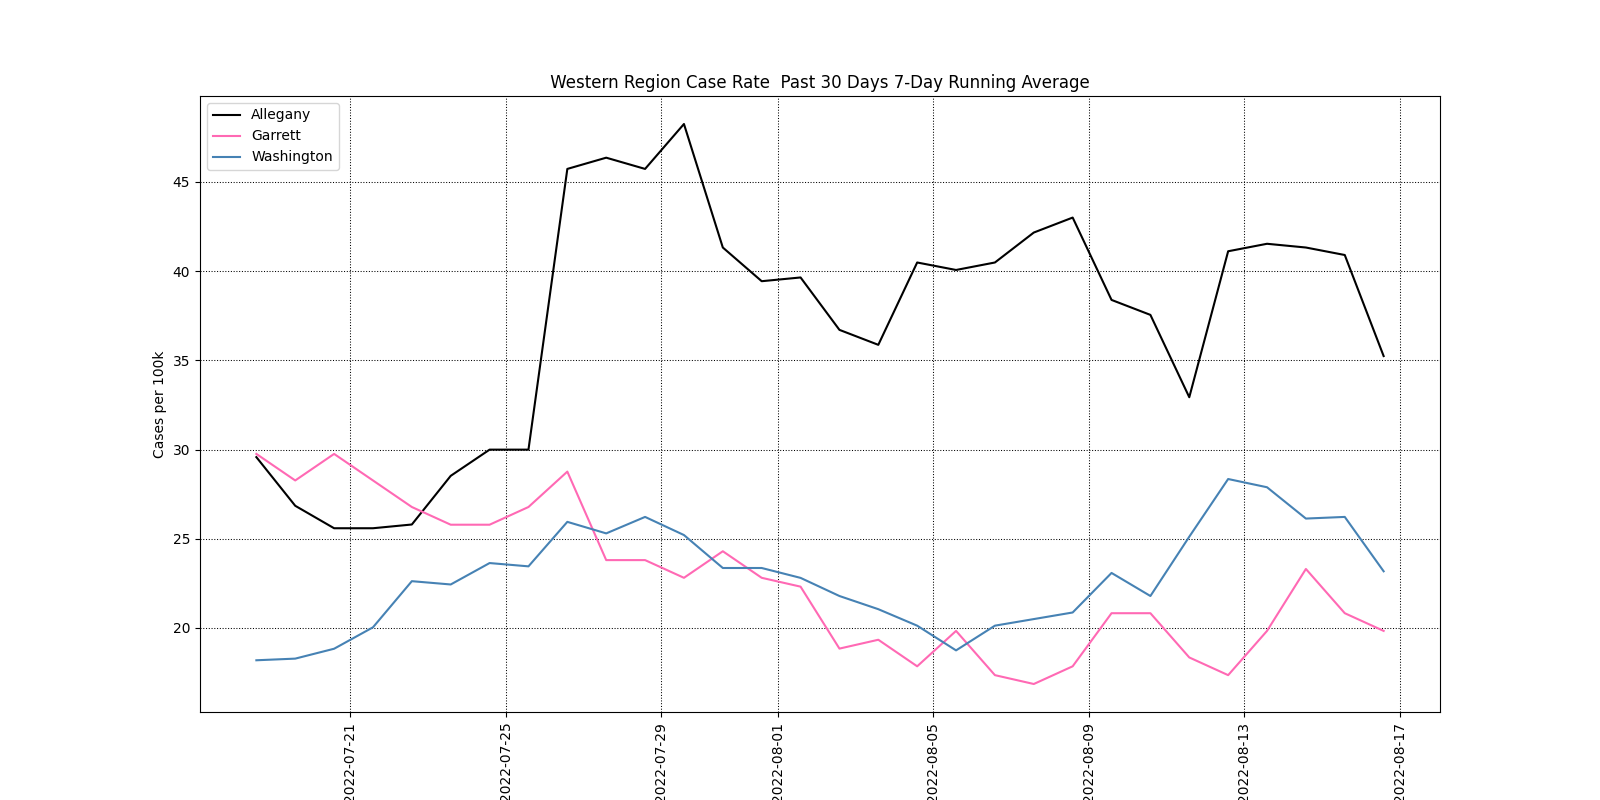 Western Region Case Rate  Past 30 Days 7-Day Running Average
Allegany
Garrett
Washington
Cases per 100k
45
40
35
30
25
20
2022-07-21
2022-07-25
2022-07-29
2022-08-01
2022-08-05
2022-08-09
2022-08-13
2022-08-17